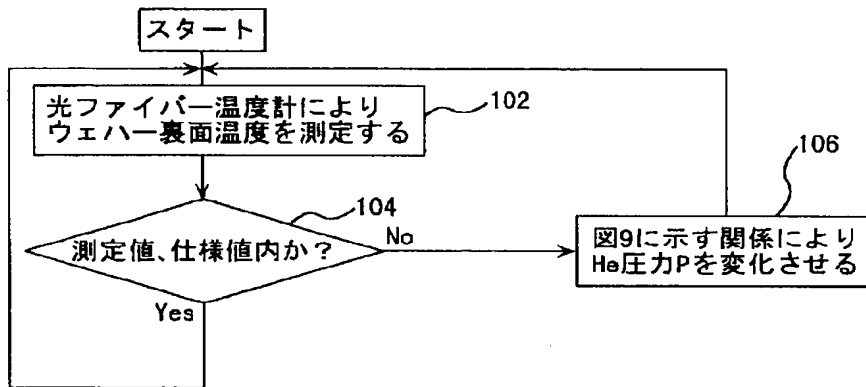 スタート
光ファイバー温度計により
ウェハー裏面温度を測定する
102
104
測定値、仕様値内か？
No
Yes
106
図9に示す関係により
He圧力Pを変化させる